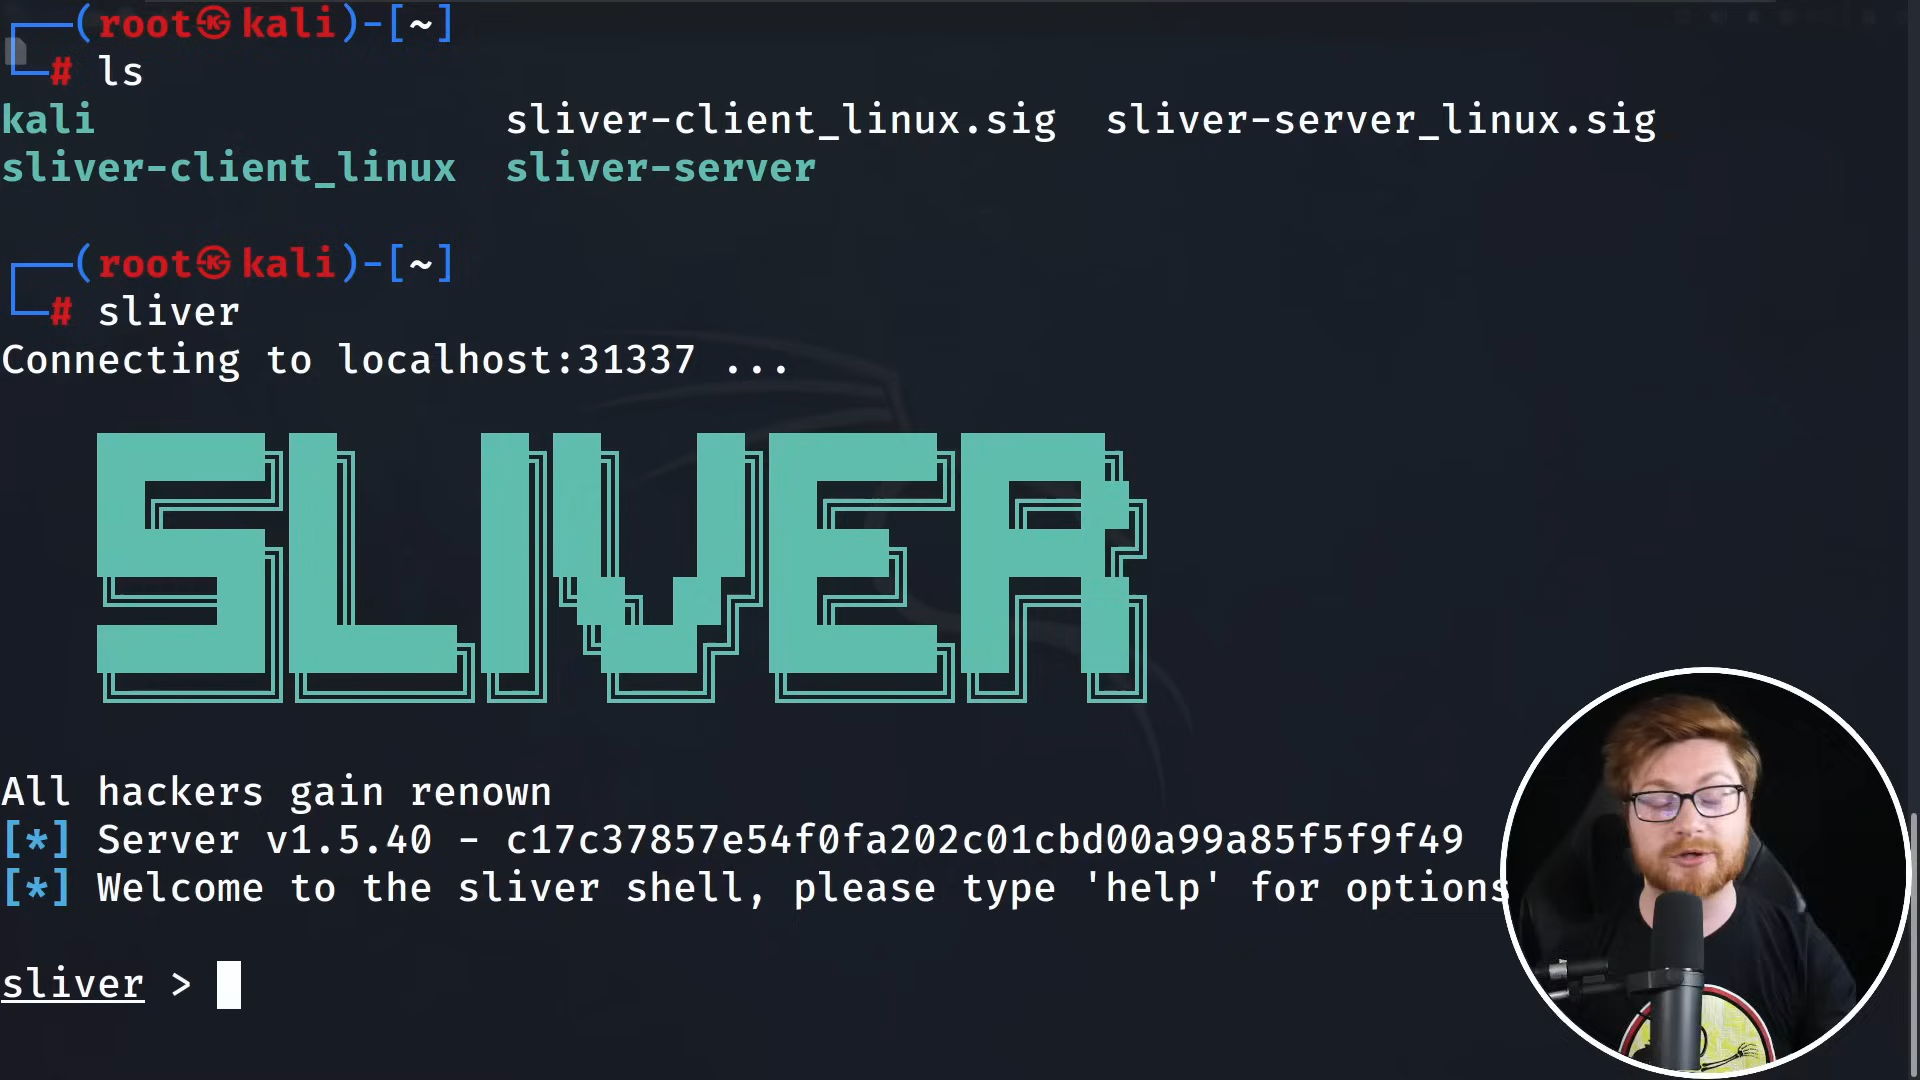 ┌──(root㉿kali)-[~]
└─# ls
kali sliver-client_linux.sig sliver-server_linux.sig
sliver-client_linux sliver-server
┌──(root㉿kali)-[~]
└─# sliver
Connecting to localhost:31337 ...
SLIVER
All hackers gain renown
[*] Server v1.5.40 - c17c37857e54f0fa202c01cbd00a99a85f5f9f49
[*] Welcome to the sliver shell, please type 'help' for options
sliver >